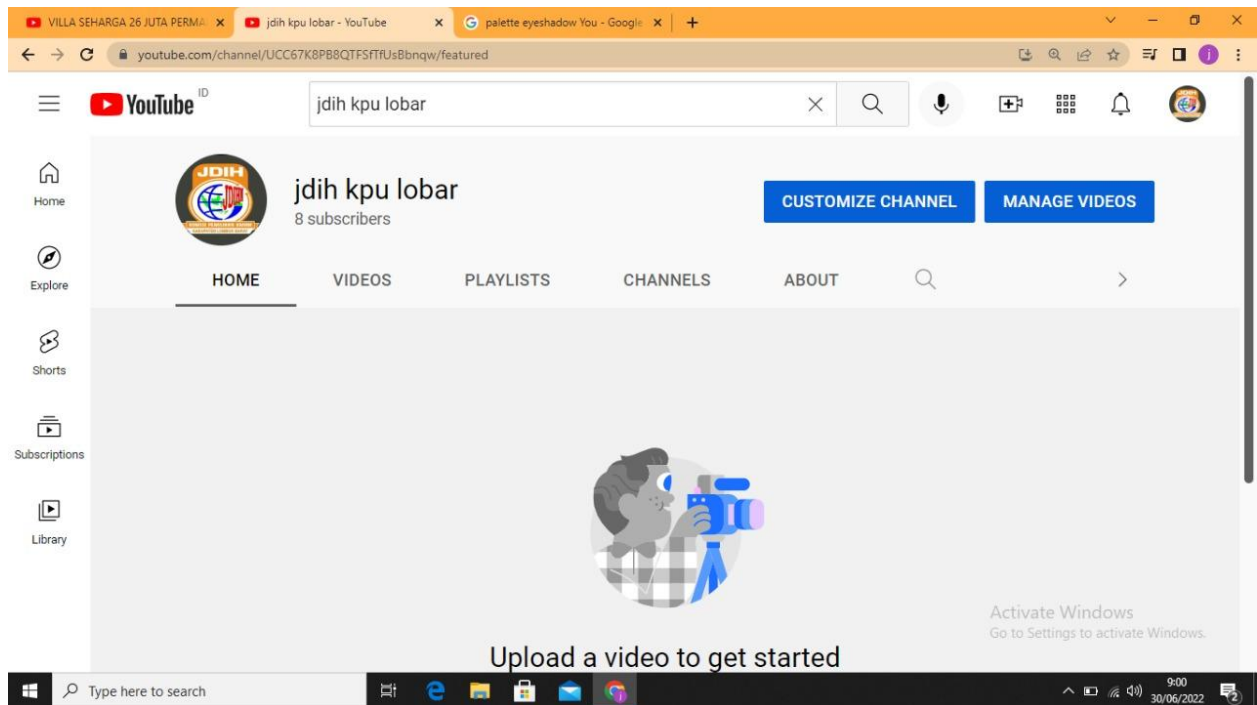 VILLA SEHARGA 26 JUTA PERMA
jdih kpu lobar - YouTube
palette eyeshadow You - Google
youtube.com/channel/UCC67K8PB8QTFSfTfUsBbnqw/featured
YouTube ID
jdih kpu lobar
Home
Explore
Shorts
Subscriptions
Library
JDIH
JDIH
jdih kpu lobar
8 subscribers
CUSTOMIZE CHANNEL
MANAGE VIDEOS
HOME VIDEOS PLAYLISTS CHANNELS ABOUT
Upload a video to get started
Activate Windows
Go to Settings to activate Windows.
Type here to search
9:00
30/06/2022
2